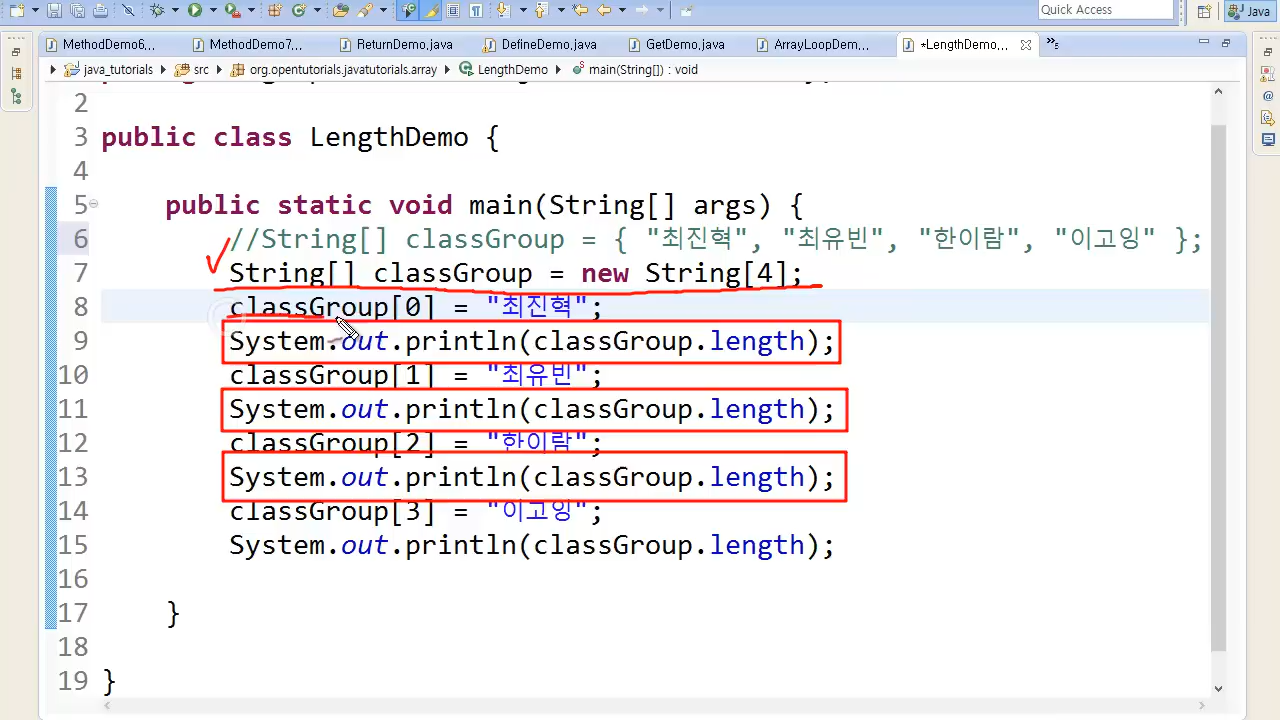 Quick Access
Java
MethodDemo6...
MethodDemo7...
ReturnDemo.java
DefineDemo.java
GetDemo.java
ArrayLoopDem...
*LengthDemo...
»5
java_tutorials
src
org.opentutorials.javatutorials.array
LengthDemo
main(String[]) : void
2
3 public class LengthDemo {
4
5 public static void main(String[] args) {
6 //String[] classGroup = { "최진혁", "최유빈", "한이람", "이고잉" };
7 String[] classGroup = new String[4];
8 classGroup[0] = "최진혁";
9 System.out.println(classGroup.length);
10 classGroup[1] = "최유빈";
11 System.out.println(classGroup.length);
12 classGroup[2] = "한이람";
13 System.out.println(classGroup.length);
14 classGroup[3] = "이고잉";
15 System.out.println(classGroup.length);
16
17 }
18
19 }